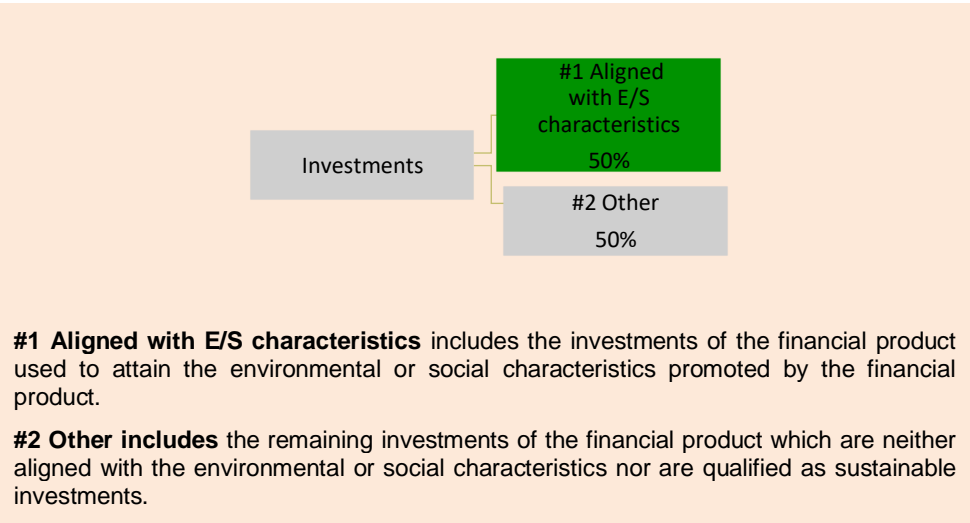 #1 Aligned
with E/S
characteristics
50%
Investments
#2 Other
50%
#1 Aligned with E/S characteristics includes the investments of the financial product
used to attain the environmental or social characteristics promoted by the financial
product.
#2 Other includes the remaining investments of the financial product which are neither
aligned with the environmental or social characteristics nor are qualified as sustainable
investments.